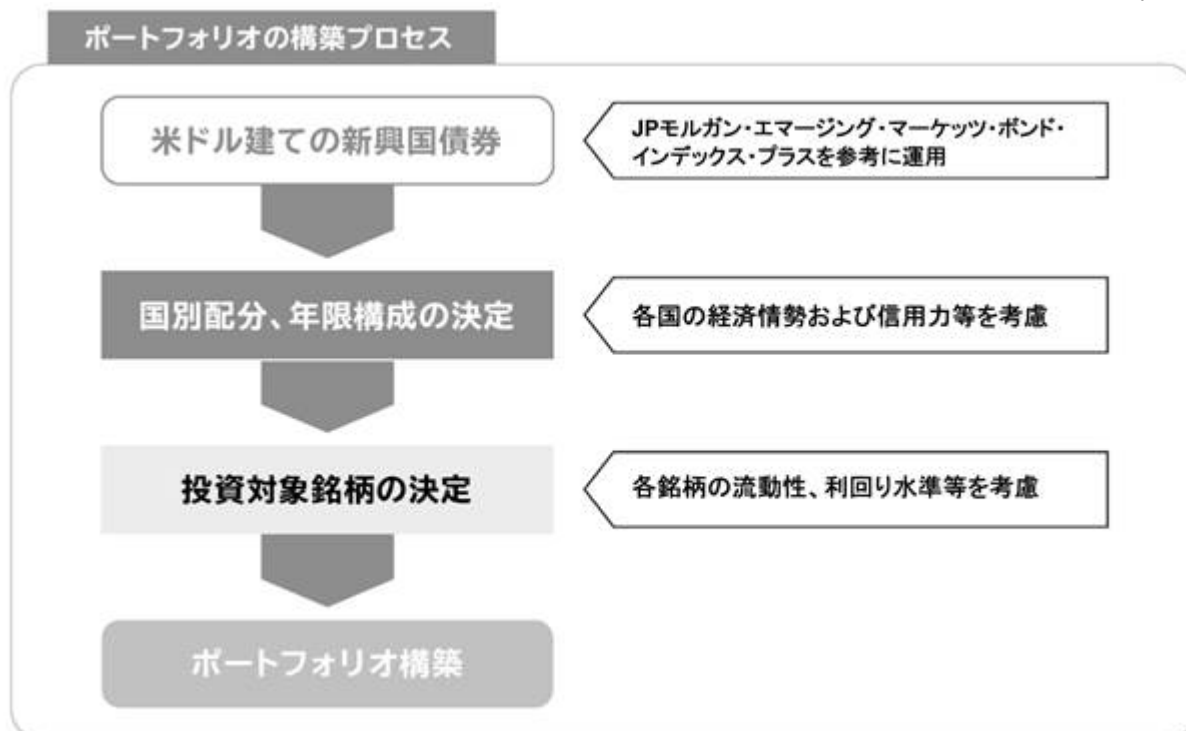 ポートフォリオの構築プロセス
米ドル建ての新興国債券
JPモルガン・エマージング・マーケッツ・ボンド・
インデックス・プラスを参考に運用
国別配分、年限構成の決定
各国の経済情勢および信用力等を考慮
投資対象銘柄の決定
各銘柄の流動性、利回り水準等を考慮
ポートフォリオ構築